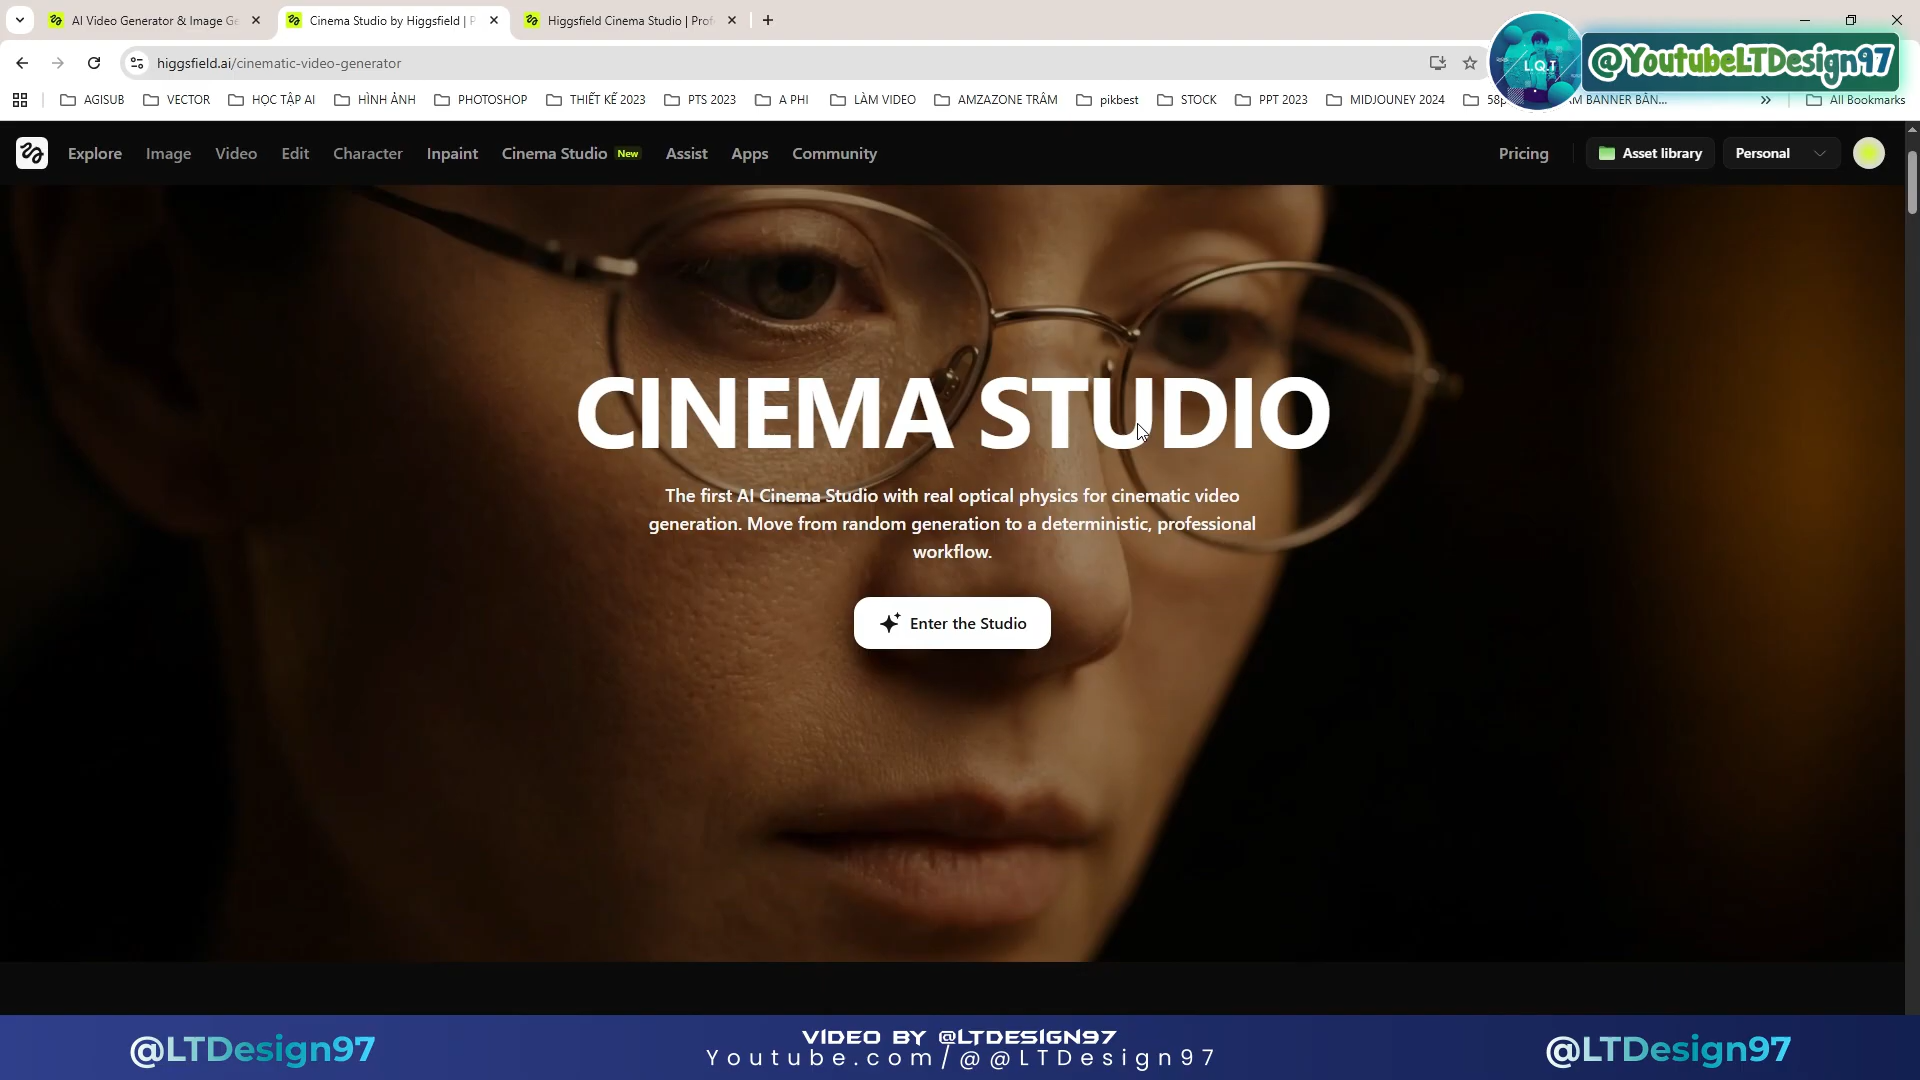 AI Video Generator & Image Ge
Cinema Studio by Higgsfield | P
Higgsfield Cinema Studio | Prof
higgsfield.ai/cinematic-video-generator
@YoutubeLTDesign97
L.Q.T
AGISUB
VECTOR
HỌC TẬP AI
HÌNH ẢNH
PHOTOSHOP
THIẾT KẾ 2023
PTS 2023
A PHI
LÀM VIDEO
AMZAZONE TRÂM
pikbest
STOCK
PPT 2023
MIDJOUNEY 2024
All Bookmarks
Explore
Image
Video
Edit
Character
Inpaint
Cinema Studio New
Assist
Apps
Community
Pricing
Asset library
Personal
CINEMA STUDIO
The first AI Cinema Studio with real optical physics for cinematic video
generation. Move from random generation to a deterministic, professional
workflow.
Enter the Studio
@LTDesign97
VIDEO BY @LTDESIGN97
Youtube.com/@@LTDesign97
@LTDesign97